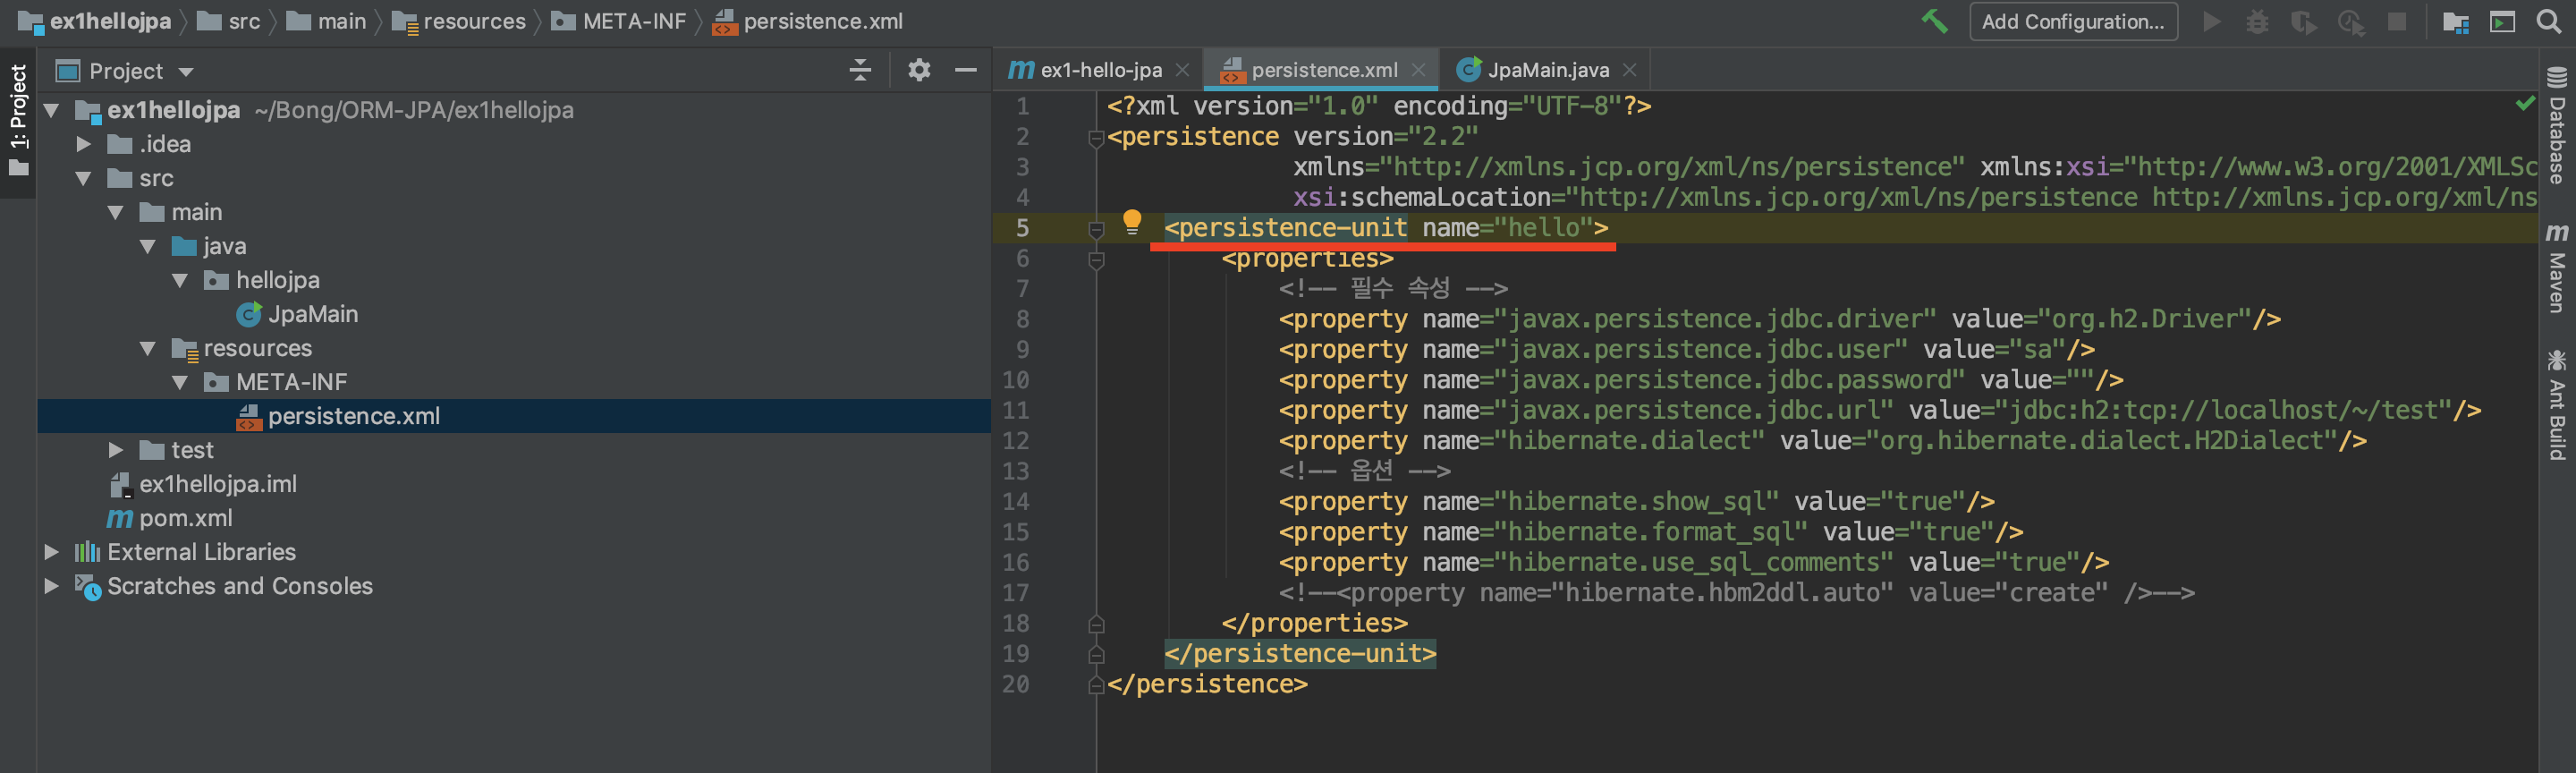 ex1hellojpa src main resources META-INF persistence.xml Add Configuration...
1: Project
Project
ex1hellojpa ~/Bong/ORM-JPA/ex1hellojpa
.idea
src
main
java
hellojpa
JpaMain
resources
META-INF
persistence.xml
test
ex1hellojpa.iml
pom.xml
External Libraries
Scratches and Consoles
ex1-hello-jpa persistence.xml JpaMain.java
1 <?xml version="1.0" encoding="UTF-8"?>
2 <persistence version="2.2"
3 xmlns="http://xmlns.jcp.org/xml/ns/persistence" xmlns:xsi="http://www.w3.org/2001/XMLSc
4 xsi:schemaLocation="http://xmlns.jcp.org/xml/ns/persistence http://xmlns.jcp.org/xml/ns
5 <persistence-unit name="hello">
6 <properties>
7 <!-- 필수 속성 -->
8 <property name="javax.persistence.jdbc.driver" value="org.h2.Driver"/>
9 <property name="javax.persistence.jdbc.user" value="sa"/>
10 <property name="javax.persistence.jdbc.password" value=""/>
11 <property name="javax.persistence.jdbc.url" value="jdbc:h2:tcp://localhost/~/test"/>
12 <property name="hibernate.dialect" value="org.hibernate.dialect.H2Dialect"/>
13 <!-- 옵션 -->
14 <property name="hibernate.show_sql" value="true"/>
15 <property name="hibernate.format_sql" value="true"/>
16 <property name="hibernate.use_sql_comments" value="true"/>
17 <!--<property name="hibernate.hbm2ddl.auto" value="create" />-->
18 </properties>
19 </persistence-unit>
20 </persistence>
Database
Maven
Ant Build